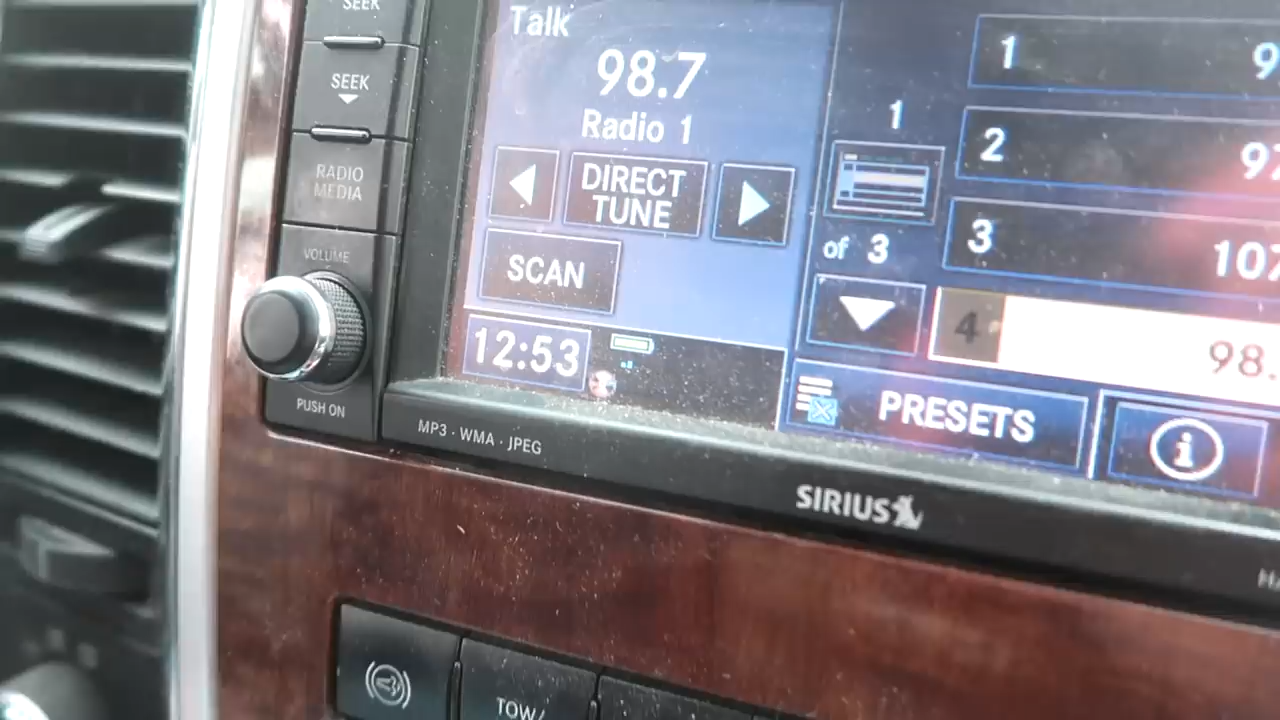 SEEK
SEEK
RADIO
MEDIA
VOLUME
PUSH ON
Talk
98.7
Radio 1
DIRECT
TUNE
SCAN
12:53
1
of 3
1
2
3
4
98.
PRESETS
i
MP3 · WMA · JPEG
SIRIUS
TOW/